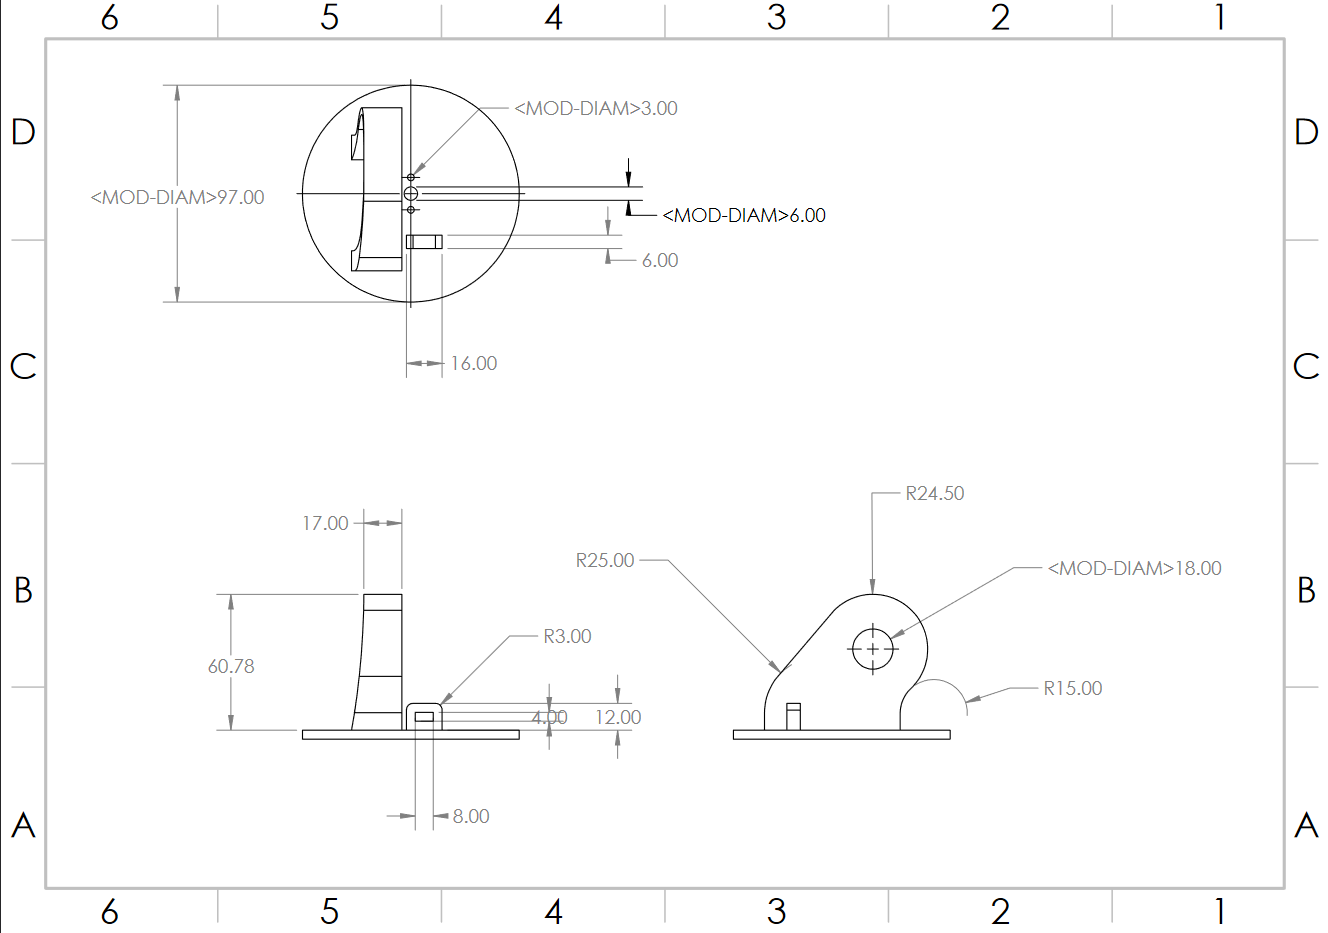 6 5 4 3 2 1
D D
<MOD-DIAM>3.00
<MOD-DIAM>97.00
<MOD-DIAM>6.00
6.00
C C
16.00
R24.50
17.00
R25.00
<MOD-DIAM>18.00
B B
R3.00
60.78
R15.00
4.00 12.00
8.00
A A
6 5 4 3 2 1